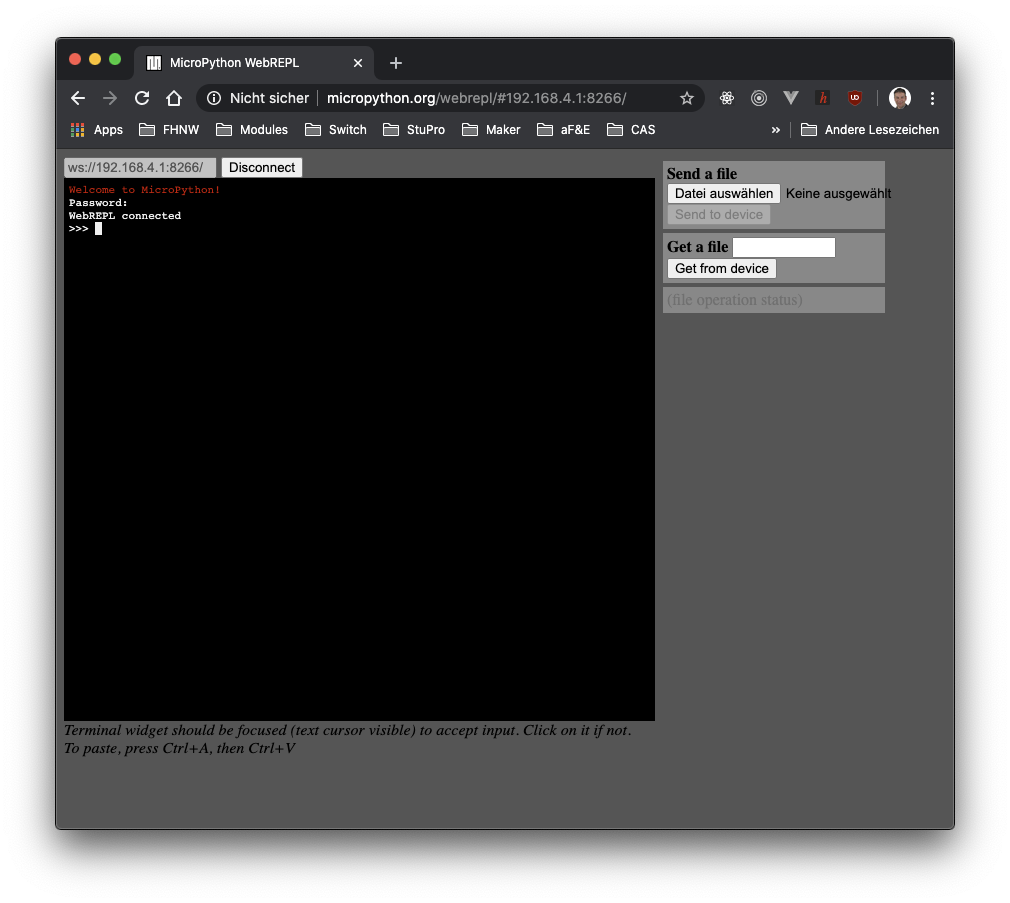 MicroPython WebREPL
Nicht sicher micropython.org/webrepl/#192.168.4.1:8266/
Apps FHNW Modules Switch StuPro Maker aF&E CAS » Andere Lesezeichen
ws://192.168.4.1:8266/ Disconnect
Welcome to MicroPython!
Password:
WebREPL connected
>>>
Send a file
Datei auswählen Keine ausgewählt
Send to device
Get a file
Get from device
(file operation status)
Terminal widget should be focused (text cursor visible) to accept input. Click on it if not.
To paste, press Ctrl+A, then Ctrl+V